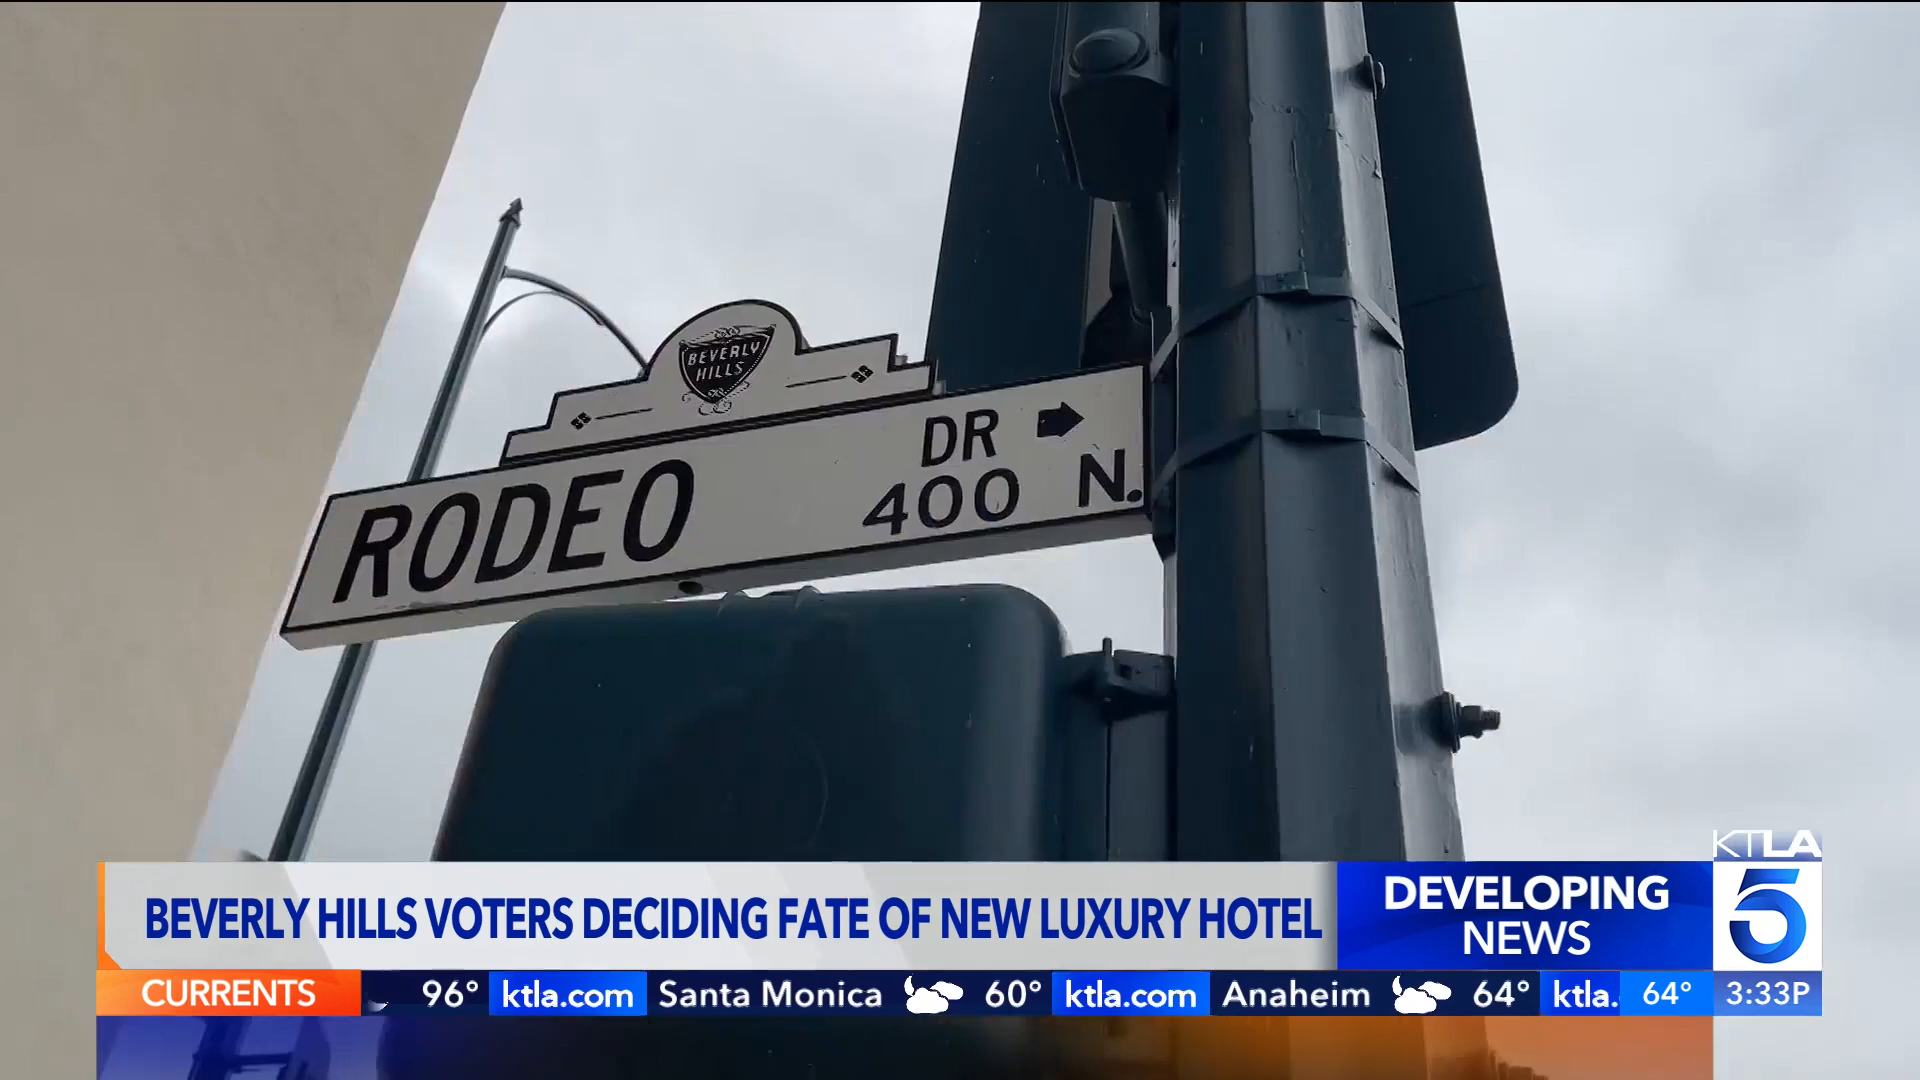 BEVERLY
HILLS
DR
RODEO
400 N.
KTLA
BEVERLY HILLS VOTERS DECIDING FATE OF NEW LUXURY HOTEL
DEVELOPING
NEWS
5
CURRENTS 96° ktla.com Santa Monica 60° ktla.com Anaheim 64° ktla. 64° 3:33P